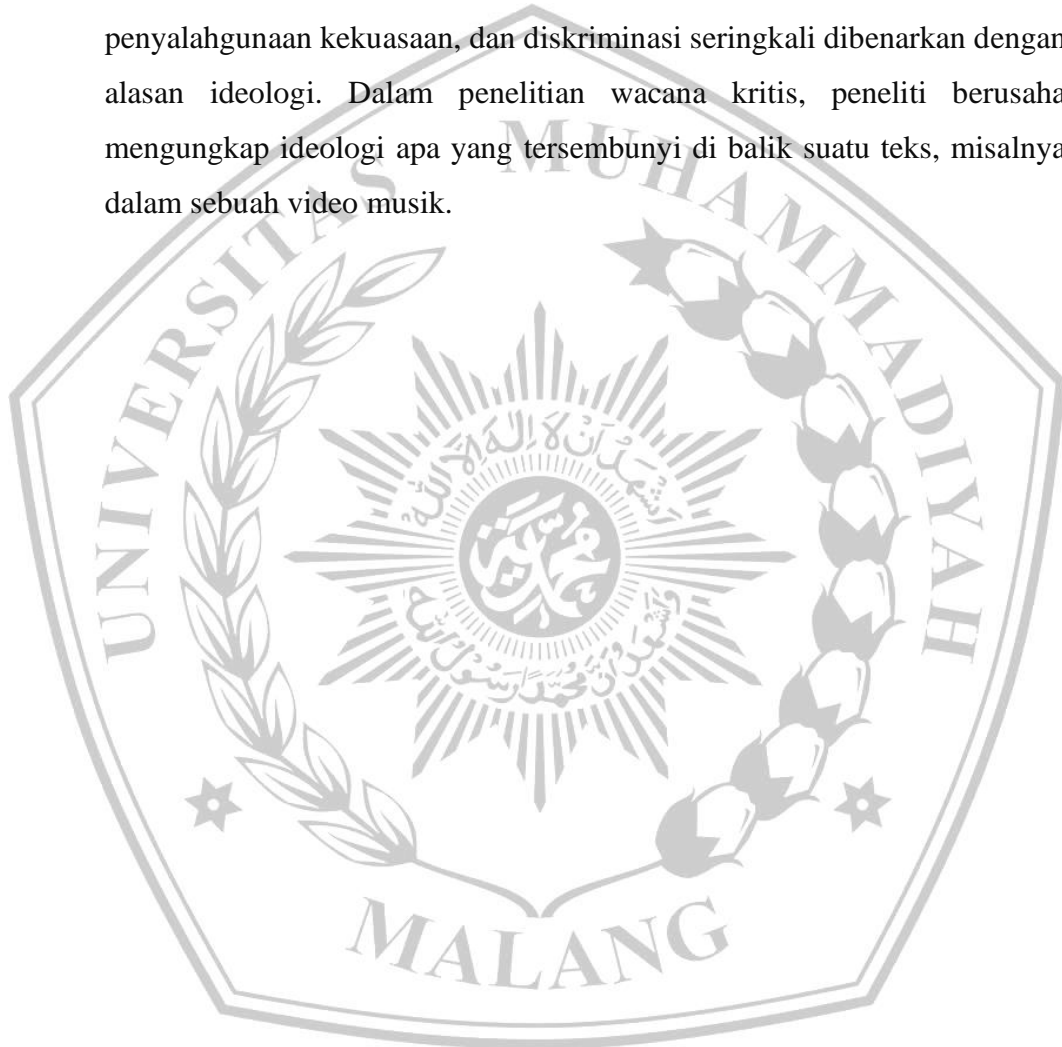 penyalahgunaan kekuasaan, dan diskriminasi seringkali dibenarkan dengan
alasan ideologi. Dalam penelitian wacana kritis, peneliti berusaha
mengungkap ideologi apa yang tersembunyi di balik suatu teks, misalnya
dalam sebuah video musik.
UNIVERSITAS MUHAMMADIYAH
MALANG